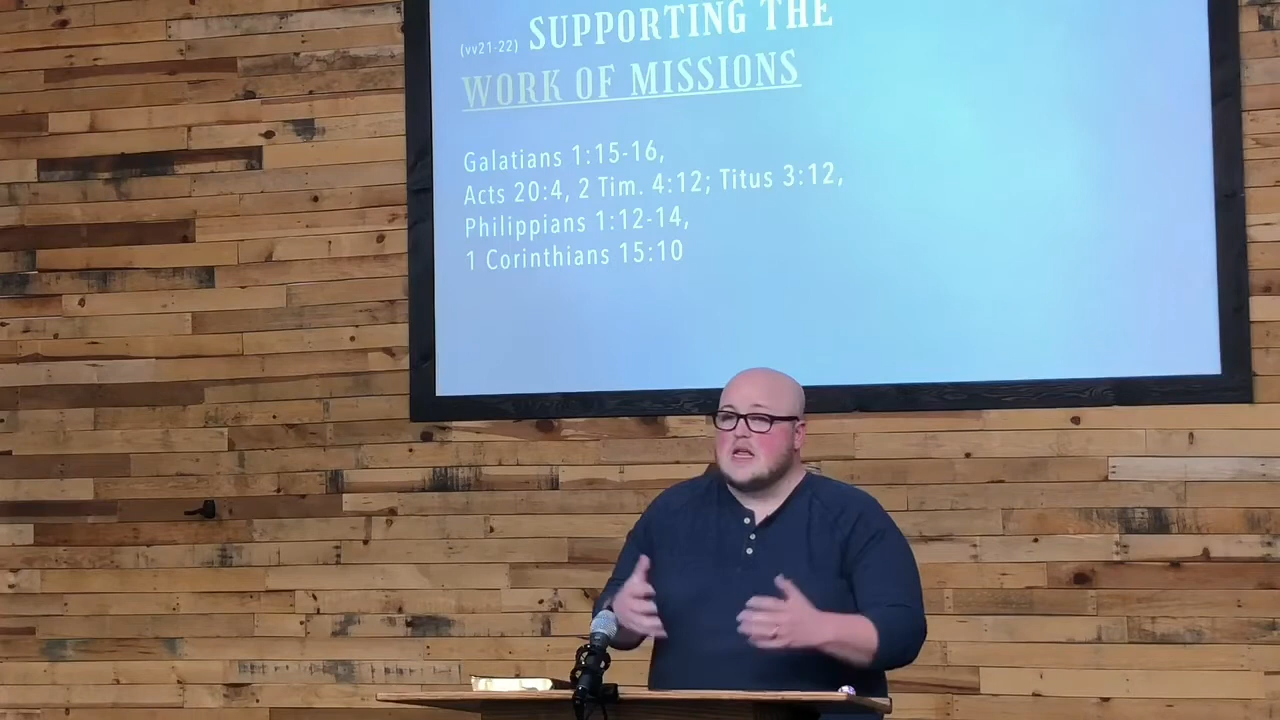 (vv21-22) SUPPORTING THE
WORK OF MISSIONS
Galatians 1:15-16,
Acts 20:4, 2 Tim. 4:12; Titus 3:12,
Philippians 1:12-14,
1 Corinthians 15:10